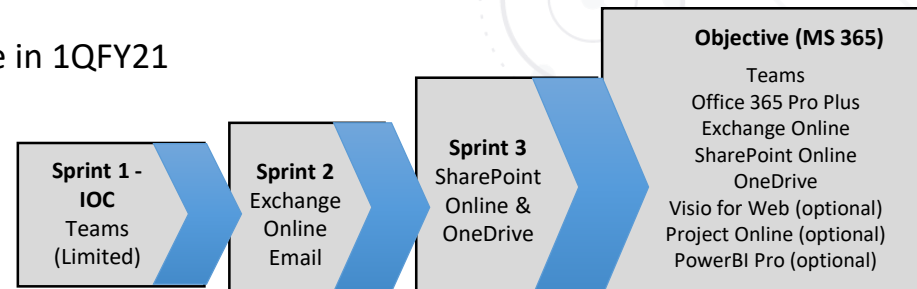 e in 1QFY21
Sprint 1 -
IOC
Teams
(Limited)
Sprint 2
Exchange
Online
Email
Sprint 3
SharePoint
Online &
OneDrive
Objective (MS 365)
Teams
Office 365 Pro Plus
Exchange Online
SharePoint Online
OneDrive
Visio for Web (optional)
Project Online (optional)
PowerBI Pro (optional)